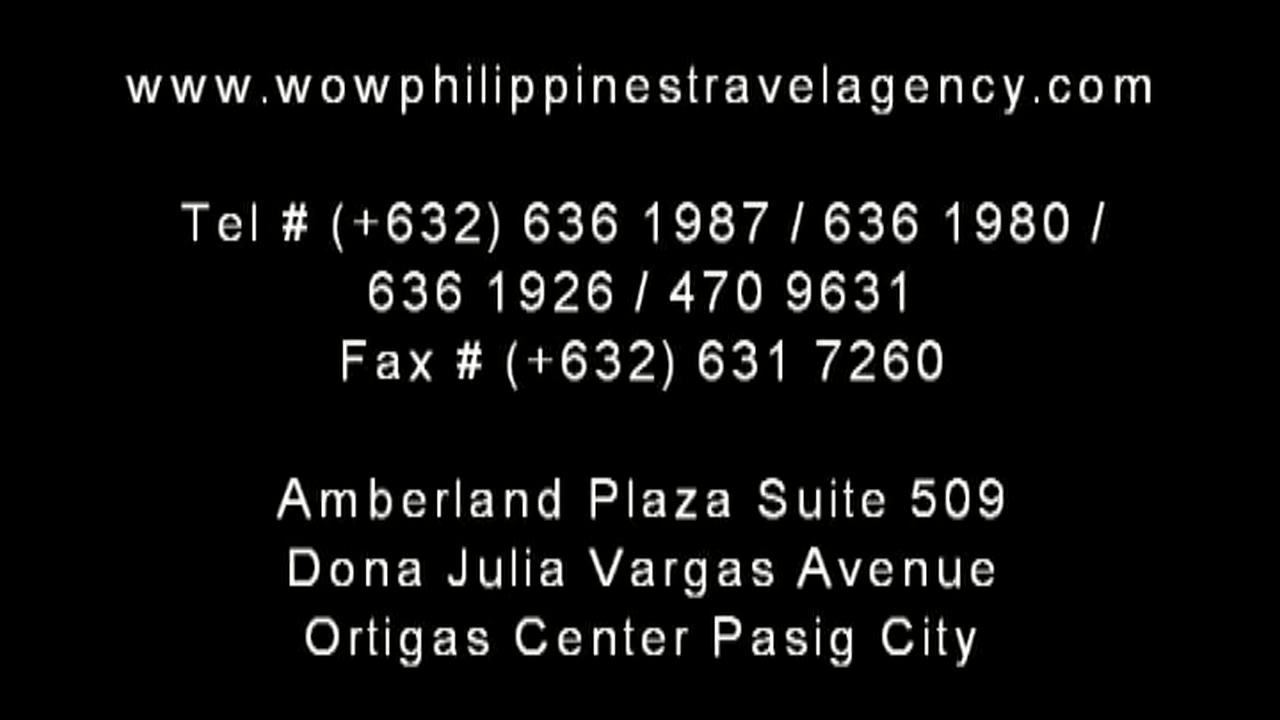 www.wowphilippinestravelagency.com
Tel # (+632) 636 1987 / 636 1980 /
636 1926 / 470 9631
Fax # (+632) 631 7260
Amberland Plaza Suite 509
Dona Julia Vargas Avenue
Ortigas Center Pasig City